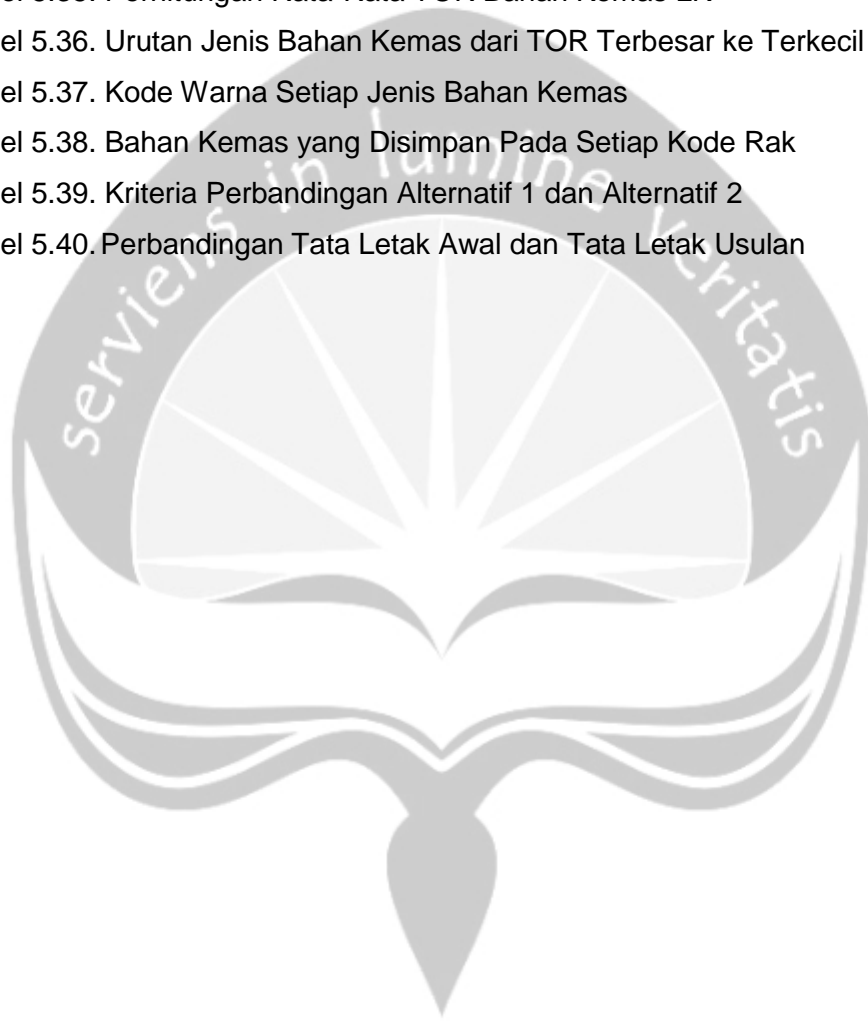 el 5.36. Urutan Jenis Bahan Kemas dari TOR Terbesar ke Terkecil
el 5.37. Kode Warna Setiap Jenis Bahan Kemas
el 5.38. Bahan Kemas yang Disimpan Pada Setiap Kode Rak
el 5.39. Kriteria Perbandingan Alternatif 1 dan Alternatif 2
el 5.40. Perbandingan Tata Letak Awal dan Tata Letak Usulan
serviens in lumine veritatis